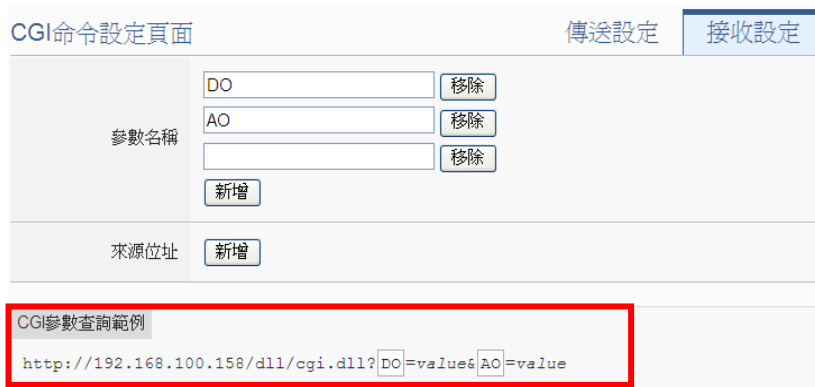 CGI命令設定頁面 傳送設定 接收設定
參數名稱
DO 移除
AO 移除
移除
新增
來源位址 新增
CGI參數查詢範例
http://192.168.100.158/dll/cgi.dll?DO=value&AO=value